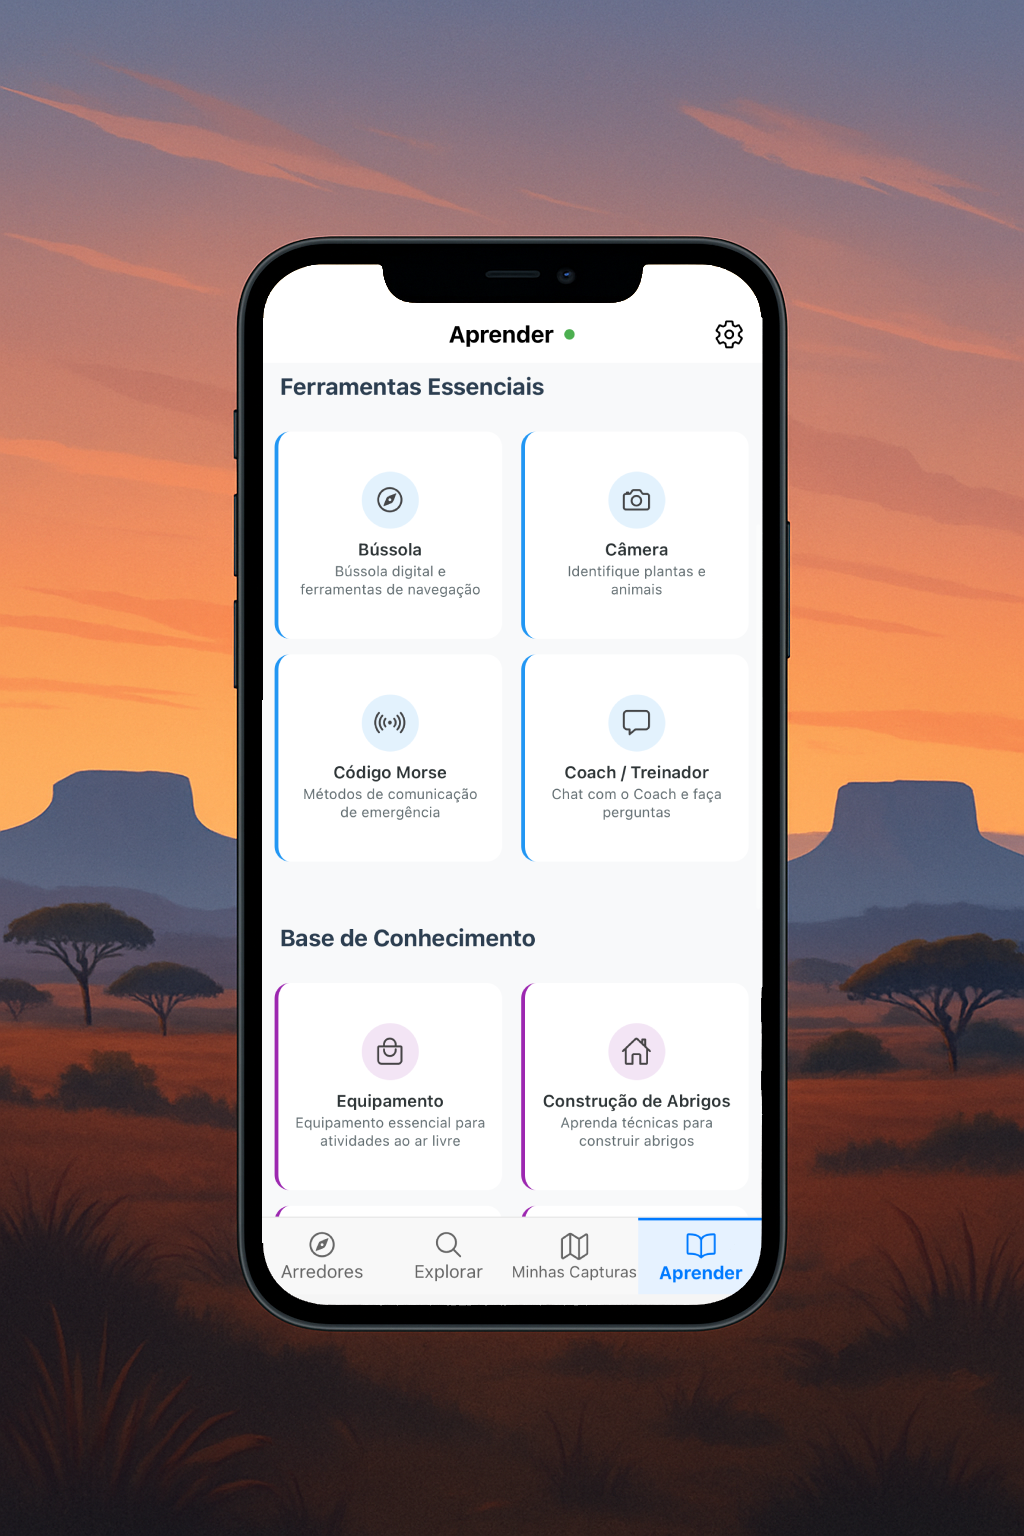 Aprender
Ferramentas Essenciais
Bússola
Bússola digital e
ferramentas de navegação
Câmera
Identifique plantas e
animais
Código Morse
Métodos de comunicação
de emergência
Coach / Treinador
Chat com o Coach e faça
perguntas
Base de Conhecimento
Equipamento
Equipamento essencial para
atividades ao ar livre
Construção de Abrigos
Aprenda técnicas para
construir abrigos
Arredores
Explorar
Minhas Capturas
Aprender